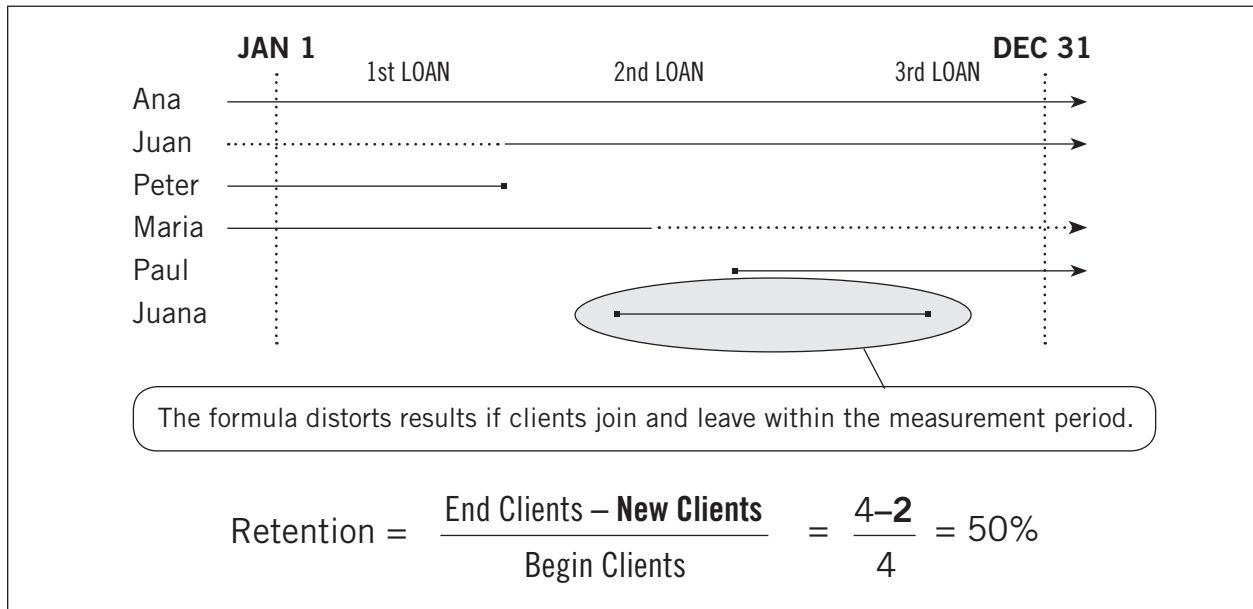 JAN 1 DEC 31
1st LOAN 2nd LOAN 3rd LOAN
Ana
Juan
Peter
Maria
Paul
Juana
The formula distorts results if clients join and leave within the measurement period.
Retention = End Clients – New Clients / Begin Clients = 4–2 / 4 = 50%